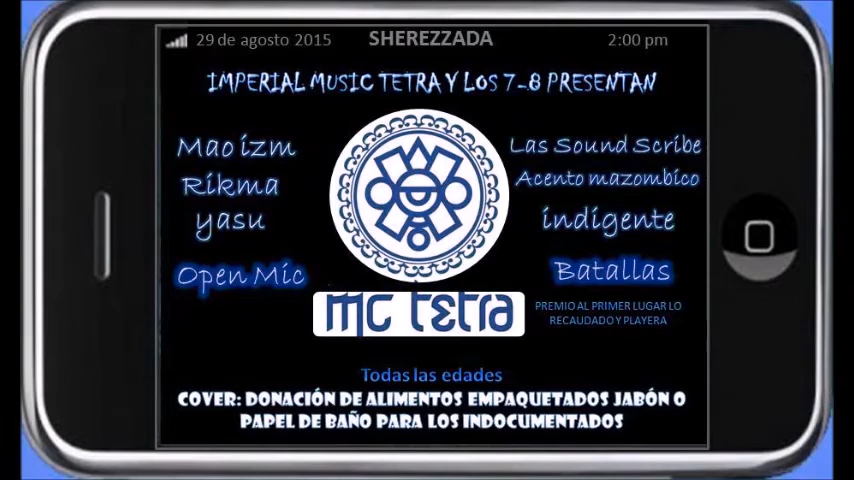 29 de agosto 2015 SHEREZZADA 2:00 pm
IMPERIAL MUSIC TETRA Y LOS 7-8 PRESENTAN
Mao izm
Rikma
yasu
Open Mic
mc tetra
Las Sound Scribe
Acento mazombico
indigente
Batallas
PREMIO AL PRIMER LUGAR LO
RECAUDADO Y PLAYERA
Todas las edades
COVER: DONACIÓN DE ALIMENTOS EMPAQUETADOS JABÓN O
PAPEL DE BAÑO PARA LOS INDOCUMENTADOS